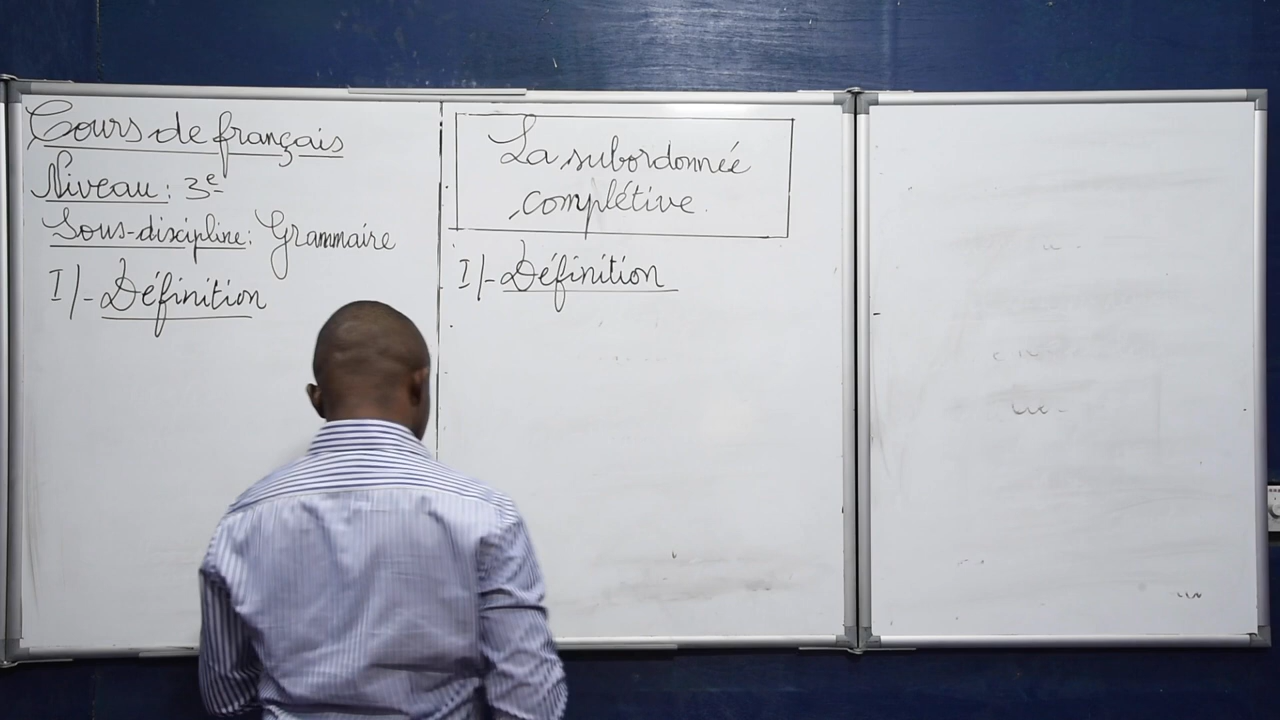 Cours de français
Niveau : 3e
Sous-discipline : Grammaire
I/- Définition
La subordonnée
complétive.
I/- Définition